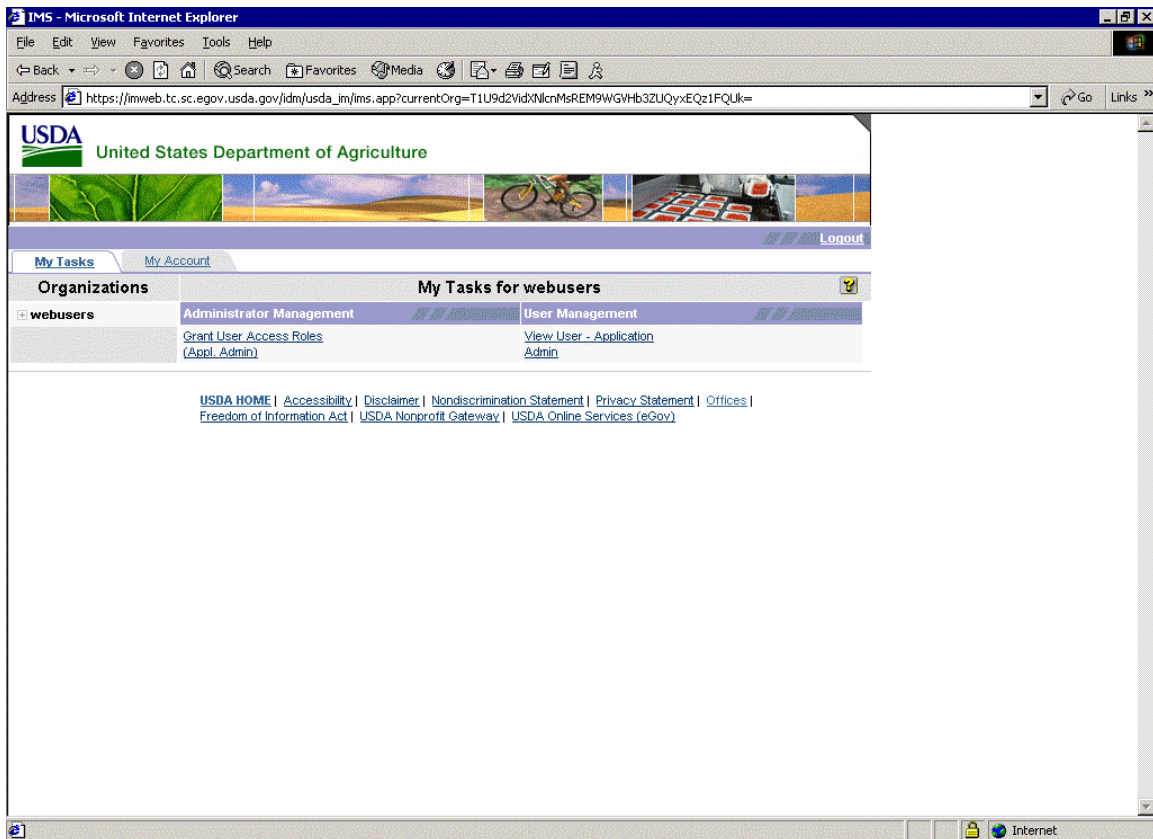 IMS - Microsoft Internet Explorer
File Edit View Favorites Tools Help
Back Search Favorites Media
Address https://imweb.tc.sc.egov.usda.gov/idm/usda_im/ims.app?currentOrg=T1U9d2VidXNlcnMsREM9WGVHb3ZUQyxEQz1FQUk= Go Links »
USDA
United States Department of Agriculture
Logout
My Tasks My Account
Organizations My Tasks for webusers ?
webusers Administrator Management User Management
Grant User Access Roles View User - Application
(Appl. Admin) Admin
USDA HOME | Accessibility | Disclaimer | Nondiscrimination Statement | Privacy Statement | Offices |
Freedom of Information Act | USDA Nonprofit Gateway | USDA Online Services (eGov)
Internet